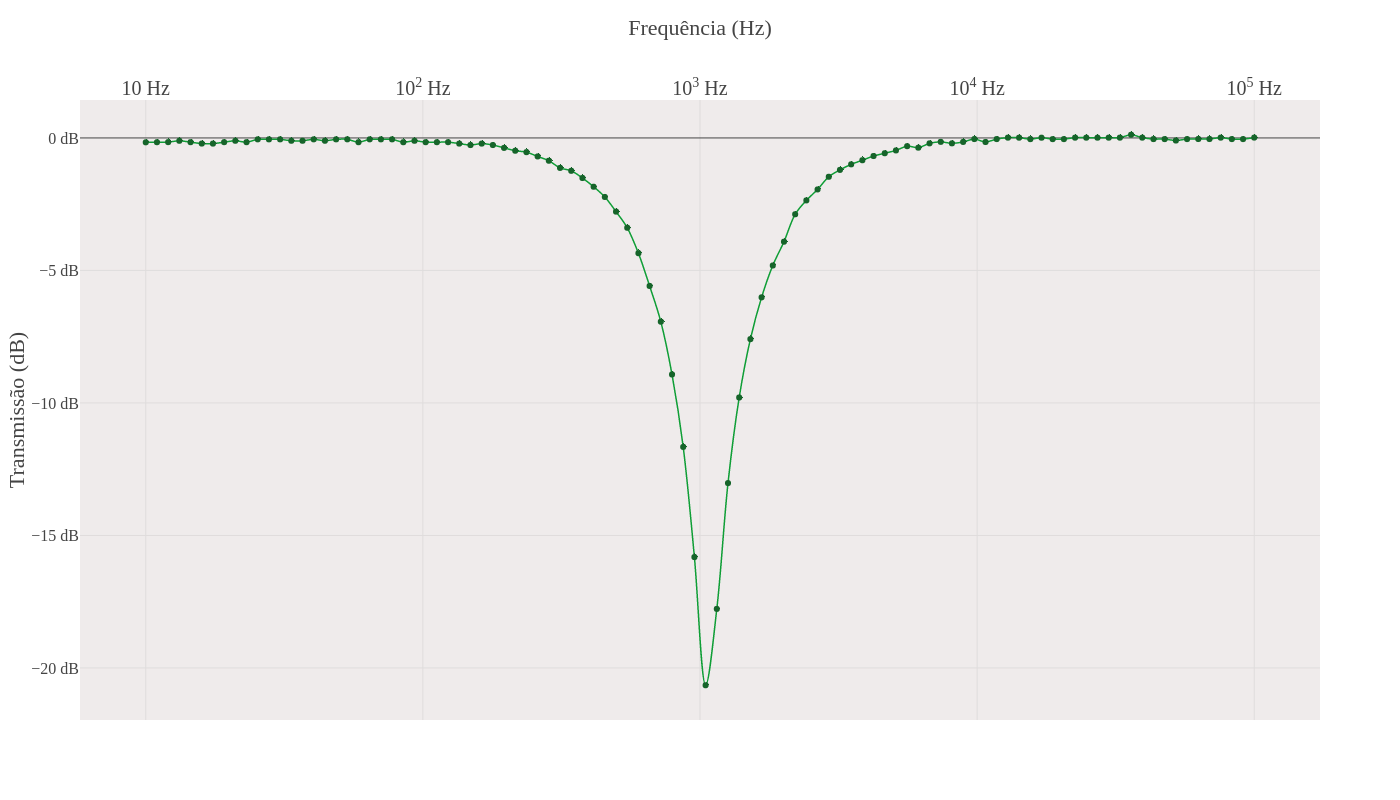 Frequência (Hz)
10 Hz 10² Hz 10³ Hz 10⁴ Hz 10⁵ Hz
0 dB
−5 dB
−10 dB
−15 dB
−20 dB
Transmissão (dB)